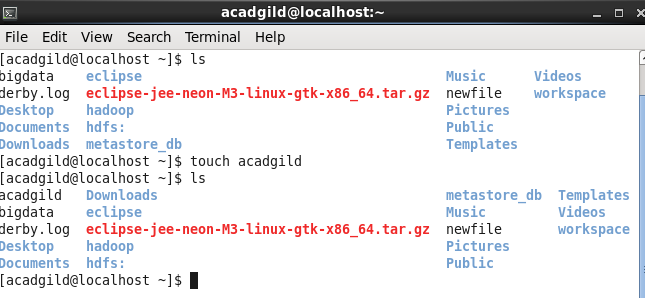 acadgild@localhost:~
File Edit View Search Terminal Help
[acadgild@localhost ~]$ ls
bigdata eclipse Music Videos
derby.log eclipse-jee-neon-M3-linux-gtk-x86_64.tar.gz newfile workspace
Desktop hadoop Pictures
Documents hdfs: Public
Downloads metastore_db Templates
[acadgild@localhost ~]$ touch acadgild
[acadgild@localhost ~]$ ls
acadgild Downloads metastore_db Templates
bigdata eclipse Music Videos
derby.log eclipse-jee-neon-M3-linux-gtk-x86_64.tar.gz newfile workspace
Desktop hadoop Pictures
Documents hdfs: Public
[acadgild@localhost ~]$